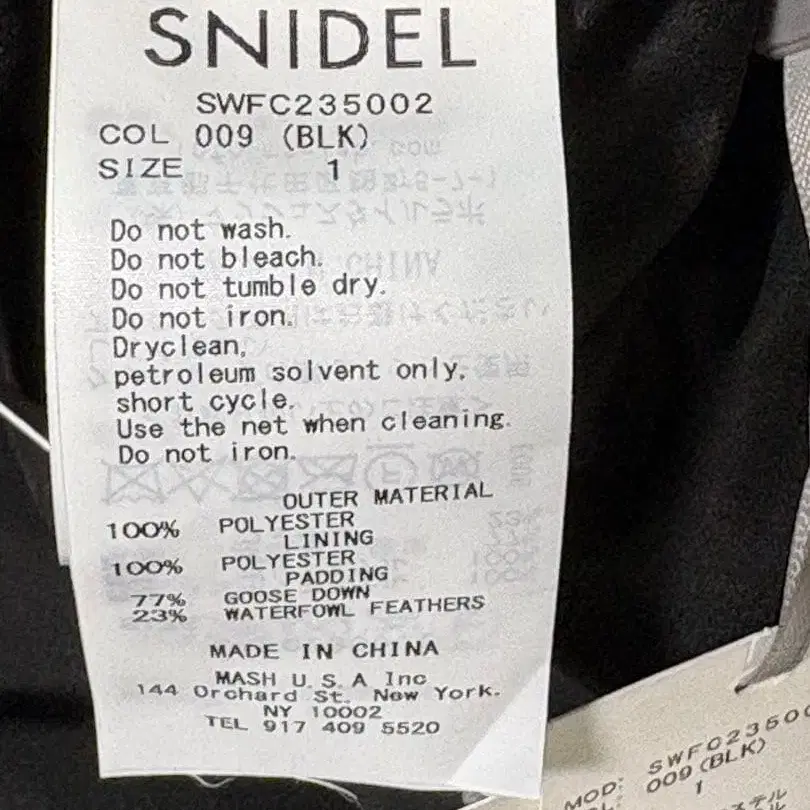 SNIDEL
SWFC235002
COL 009 (BLK)
SIZE 1
Do not wash.
Do not bleach.
Do not tumble dry.
Do not iron.
Dryclean,
petroleum solvent only,
short cycle.
Use the net when cleaning.
Do not iron.
OUTER MATERIAL
100% POLYESTER
LINING
100% POLYESTER
PADDING
77% GOOSE DOWN
23% WATERFOWL FEATHERS
MADE IN CHINA
MASH U.S.A Inc
144 Orchard St. New York.
NY 10002
TEL 917 409 5520
MOD: SWFC23500
009 (BLK)
1